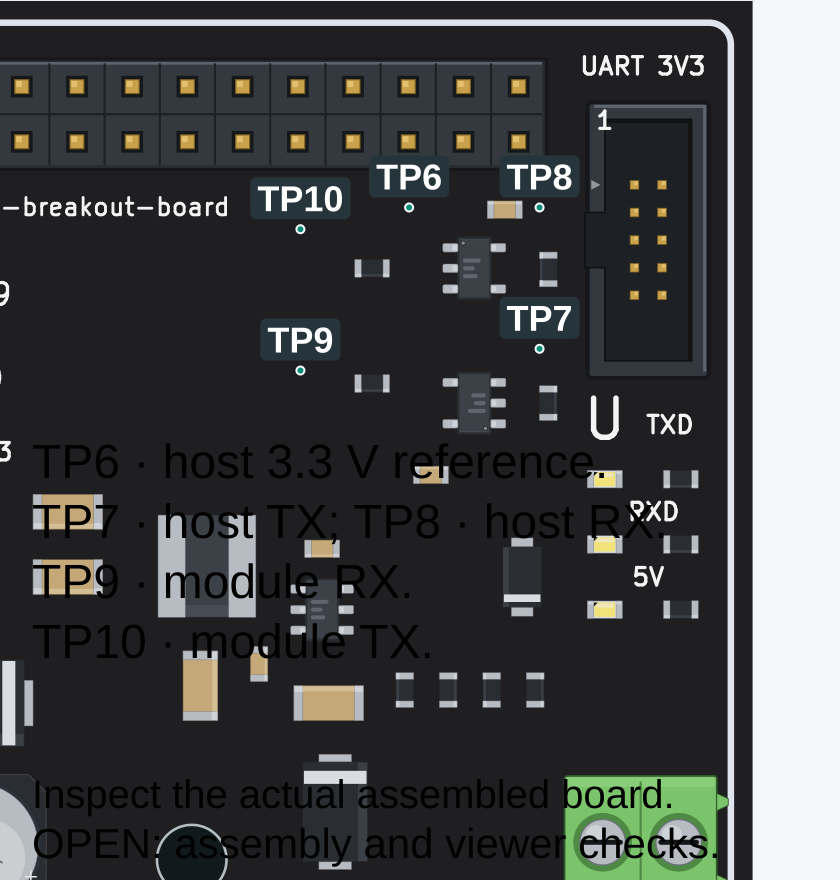 UART 3V3
1
TP6
TP8
TP10
-breakout-board
9
TP7
TP9
U
TXD
3
TP6 · host 3.3 V reference.
RXD
TP7 · host TX; TP8 · host RX.
5V
TP9 · module RX.
TP10 · module TX.
Inspect the actual assembled board.
OPEN: assembly and viewer checks.
+